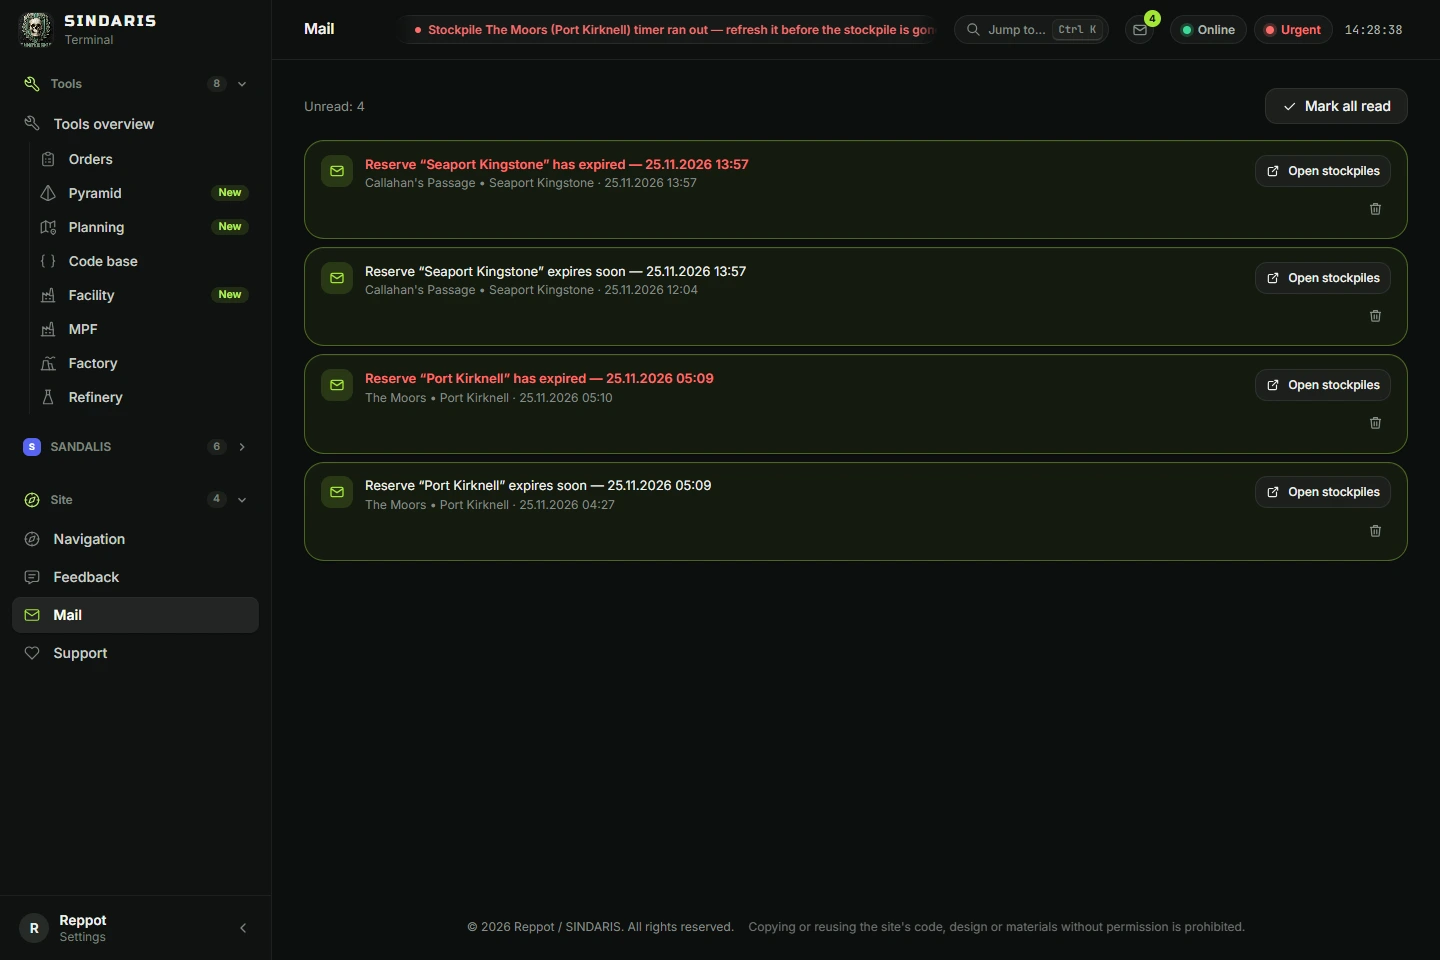 SINDARIS
Terminal
Tools 8
Tools overview
Orders
Pyramid New
Planning New
Code base
Facility New
MPF
Factory
Refinery
S SANDALIS 6
Site 4
Navigation
Feedback
Mail
Support
R Reppot
Settings
Mail
Stockpile The Moors (Port Kirknell) timer ran out — refresh it before the stockpile is gon
Jump to... Ctrl K
4
Online
Urgent
14:28:38
Unread: 4
Mark all read
Reserve “Seaport Kingstone” has expired — 25.11.2026 13:57
Callahan's Passage • Seaport Kingstone · 25.11.2026 13:57
Open stockpiles
Reserve “Seaport Kingstone” expires soon — 25.11.2026 13:57
Callahan's Passage • Seaport Kingstone · 25.11.2026 12:04
Open stockpiles
Reserve “Port Kirknell” has expired — 25.11.2026 05:09
The Moors • Port Kirknell · 25.11.2026 05:10
Open stockpiles
Reserve “Port Kirknell” expires soon — 25.11.2026 05:09
The Moors • Port Kirknell · 25.11.2026 04:27
Open stockpiles
© 2026 Reppot / SINDARIS. All rights reserved. Copying or reusing the site's code, design or materials without permission is prohibited.